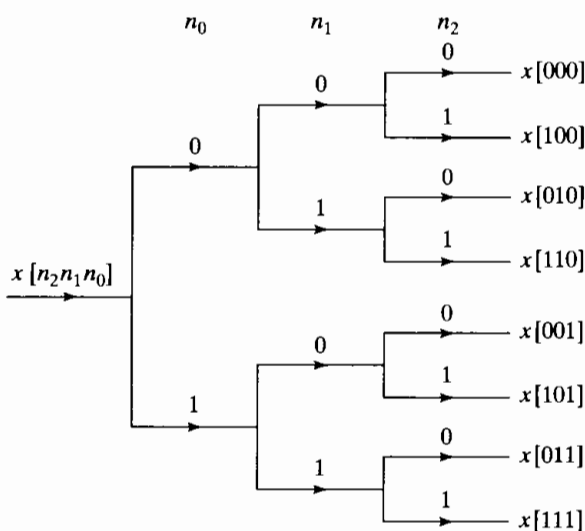 n₀ n₁ n₂
0 x[000]
0
1 x[100]
0
0 x[010]
1
1 x[110]
x[n₂n₁n₀]
0 x[001]
0
1 x[101]
1
0 x[011]
1
1 x[111]